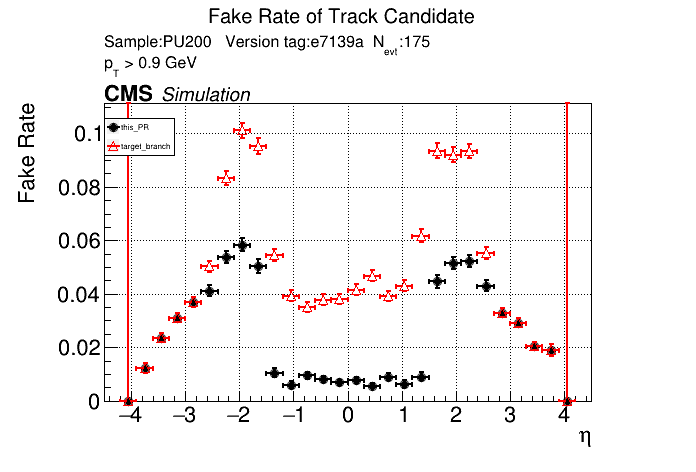 Fake Rate of Track Candidate
Sample:PU200 Version tag:e7139a N_evt:175
p_T > 0.9 GeV
CMS Simulation
Fake Rate
this_PR
target_branch
0.1
0.08
0.06
0.04
0.02
0
−4 −3 −2 −1 0 1 2 3 4
η